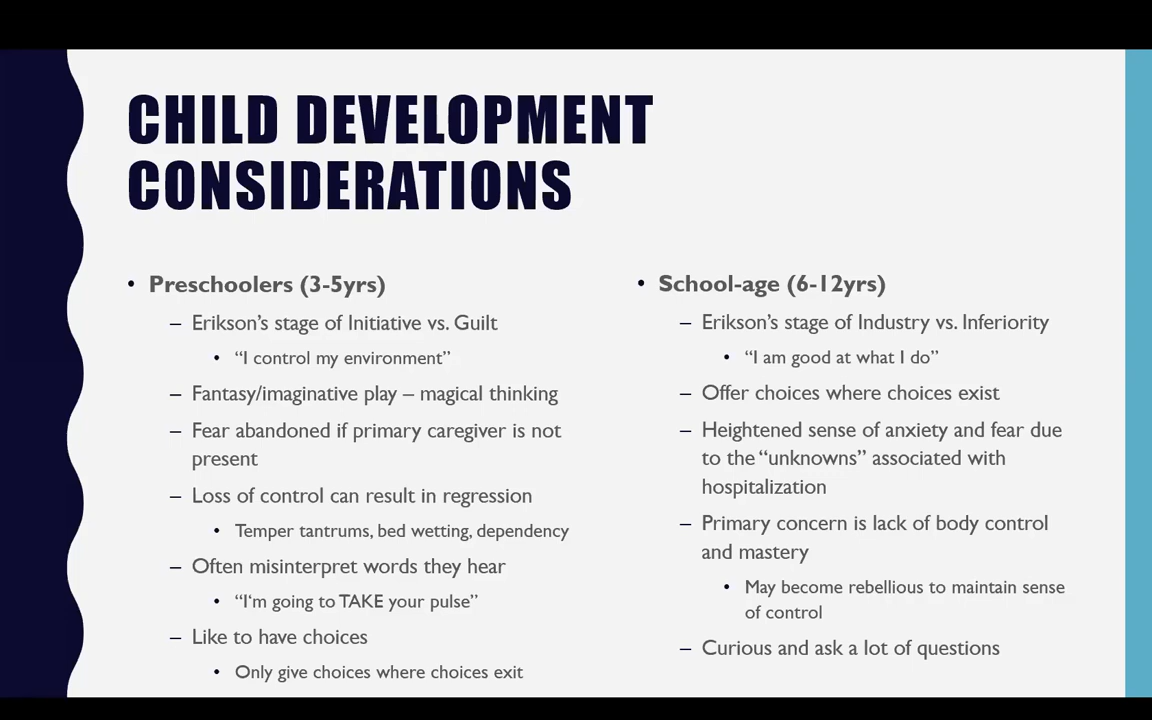 CHILD DEVELOPMENT
CONSIDERATIONS
• Preschoolers (3-5yrs)
– Erikson’s stage of Initiative vs. Guilt
• “I control my environment”
– Fantasy/imaginative play – magical thinking
– Fear abandoned if primary caregiver is not
present
– Loss of control can result in regression
• Temper tantrums, bed wetting, dependency
– Often misinterpret words they hear
• “I‘m going to TAKE your pulse”
– Like to have choices
• Only give choices where choices exit
• School-age (6-12yrs)
– Erikson’s stage of Industry vs. Inferiority
• “I am good at what I do”
– Offer choices where choices exist
– Heightened sense of anxiety and fear due
to the “unknowns” associated with
hospitalization
– Primary concern is lack of body control
and mastery
• May become rebellious to maintain sense
of control
– Curious and ask a lot of questions